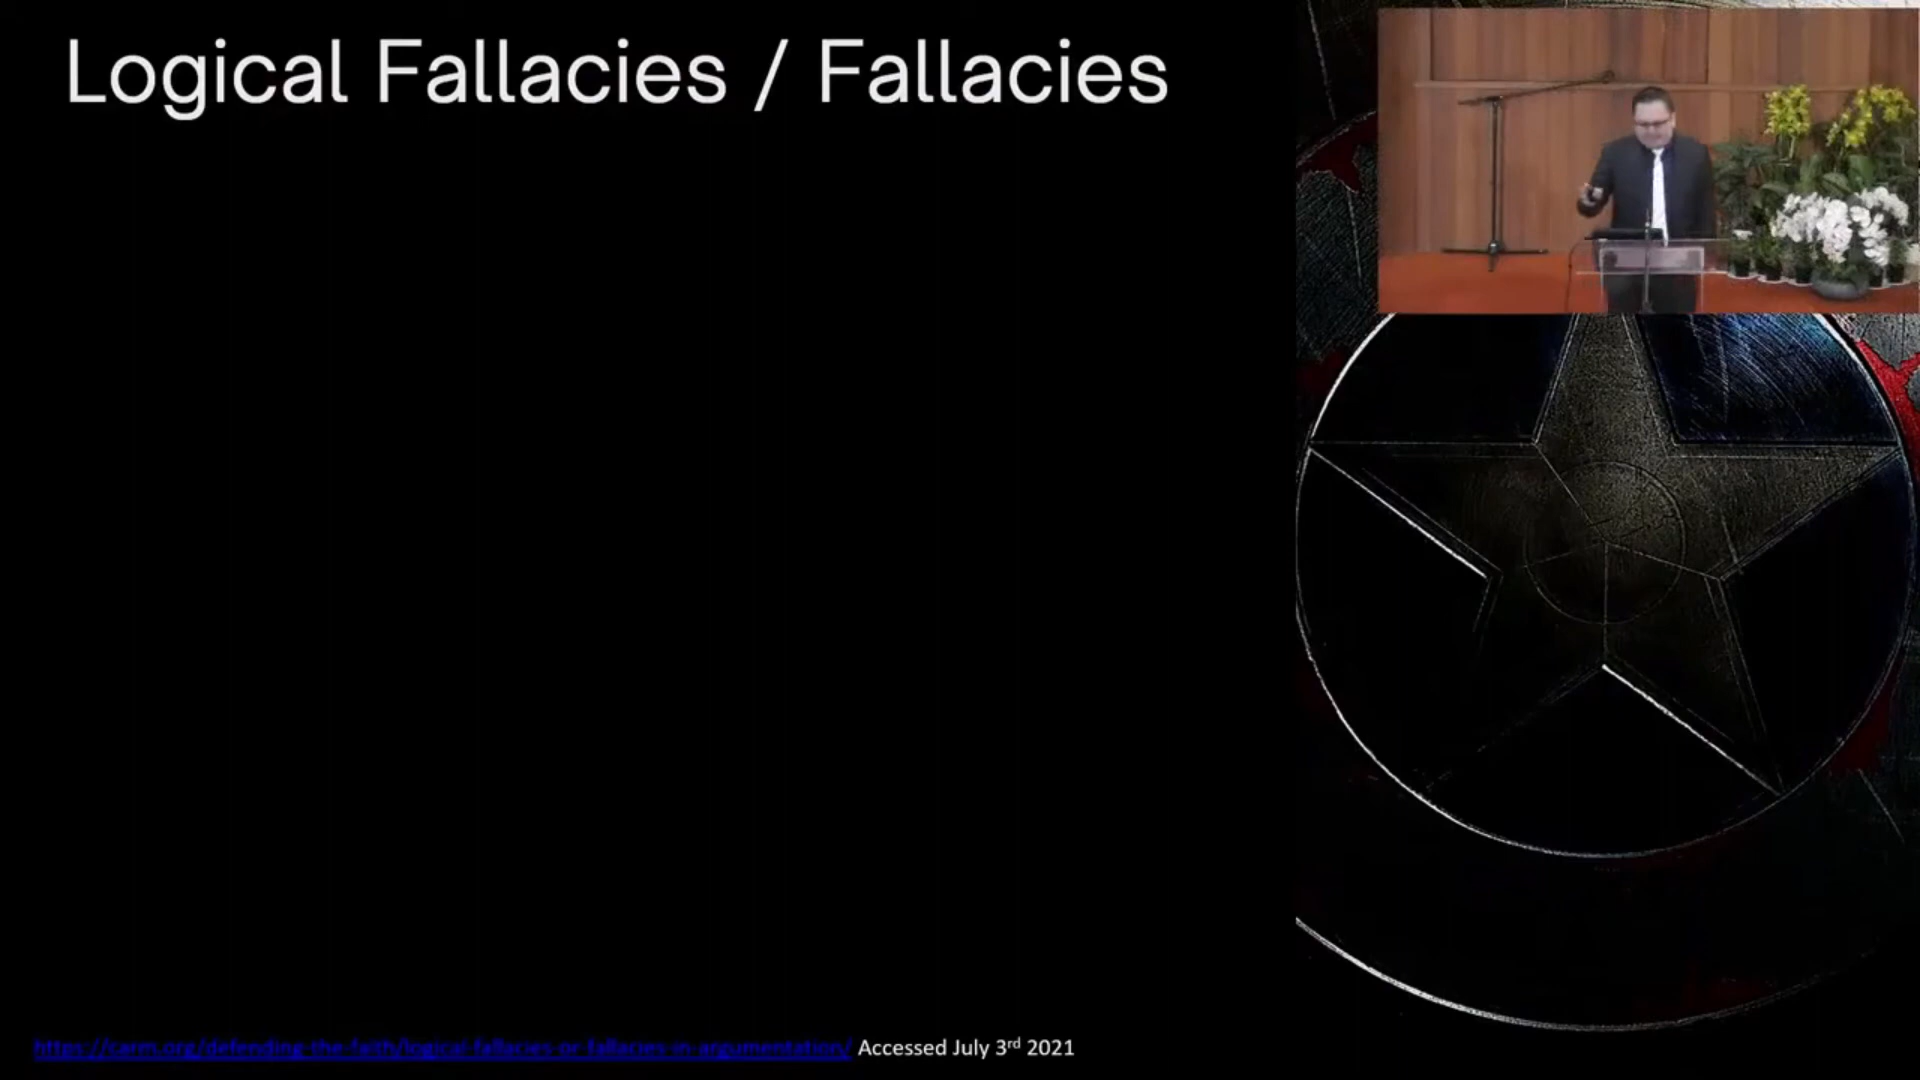 Logical Fallacies / Fallacies
https://carm.org/defending-the-faith/logical-fallacies-or-fallacies-in-argumentation/ Accessed July 3rd 2021